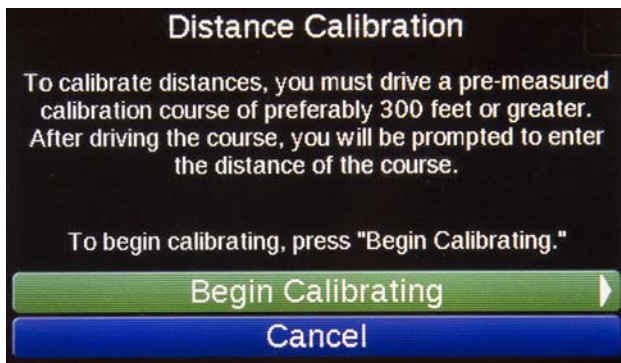 Distance Calibration
To calibrate distances, you must drive a pre-measured
calibration course of preferably 300 feet or greater.
After driving the course, you will be prompted to enter
the distance of the course.
To begin calibrating, press "Begin Calibrating."
Begin Calibrating
Cancel